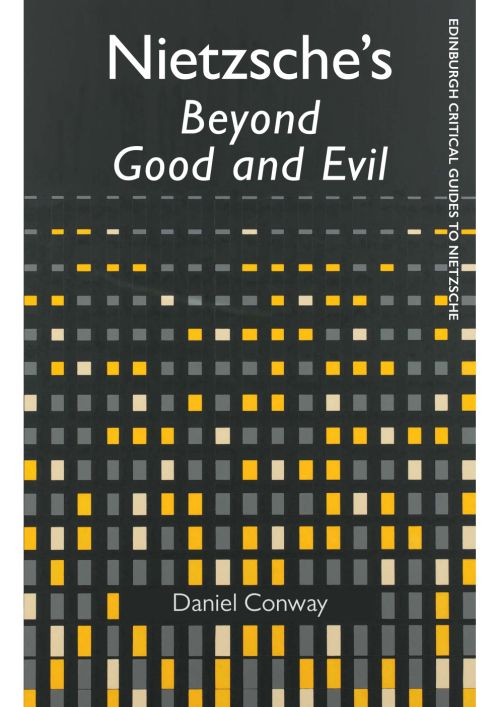 Nietzsche's
Beyond
Good and Evil
EDINBURGH CRITICAL GUIDES TO NIETZSCHE
Daniel Conway